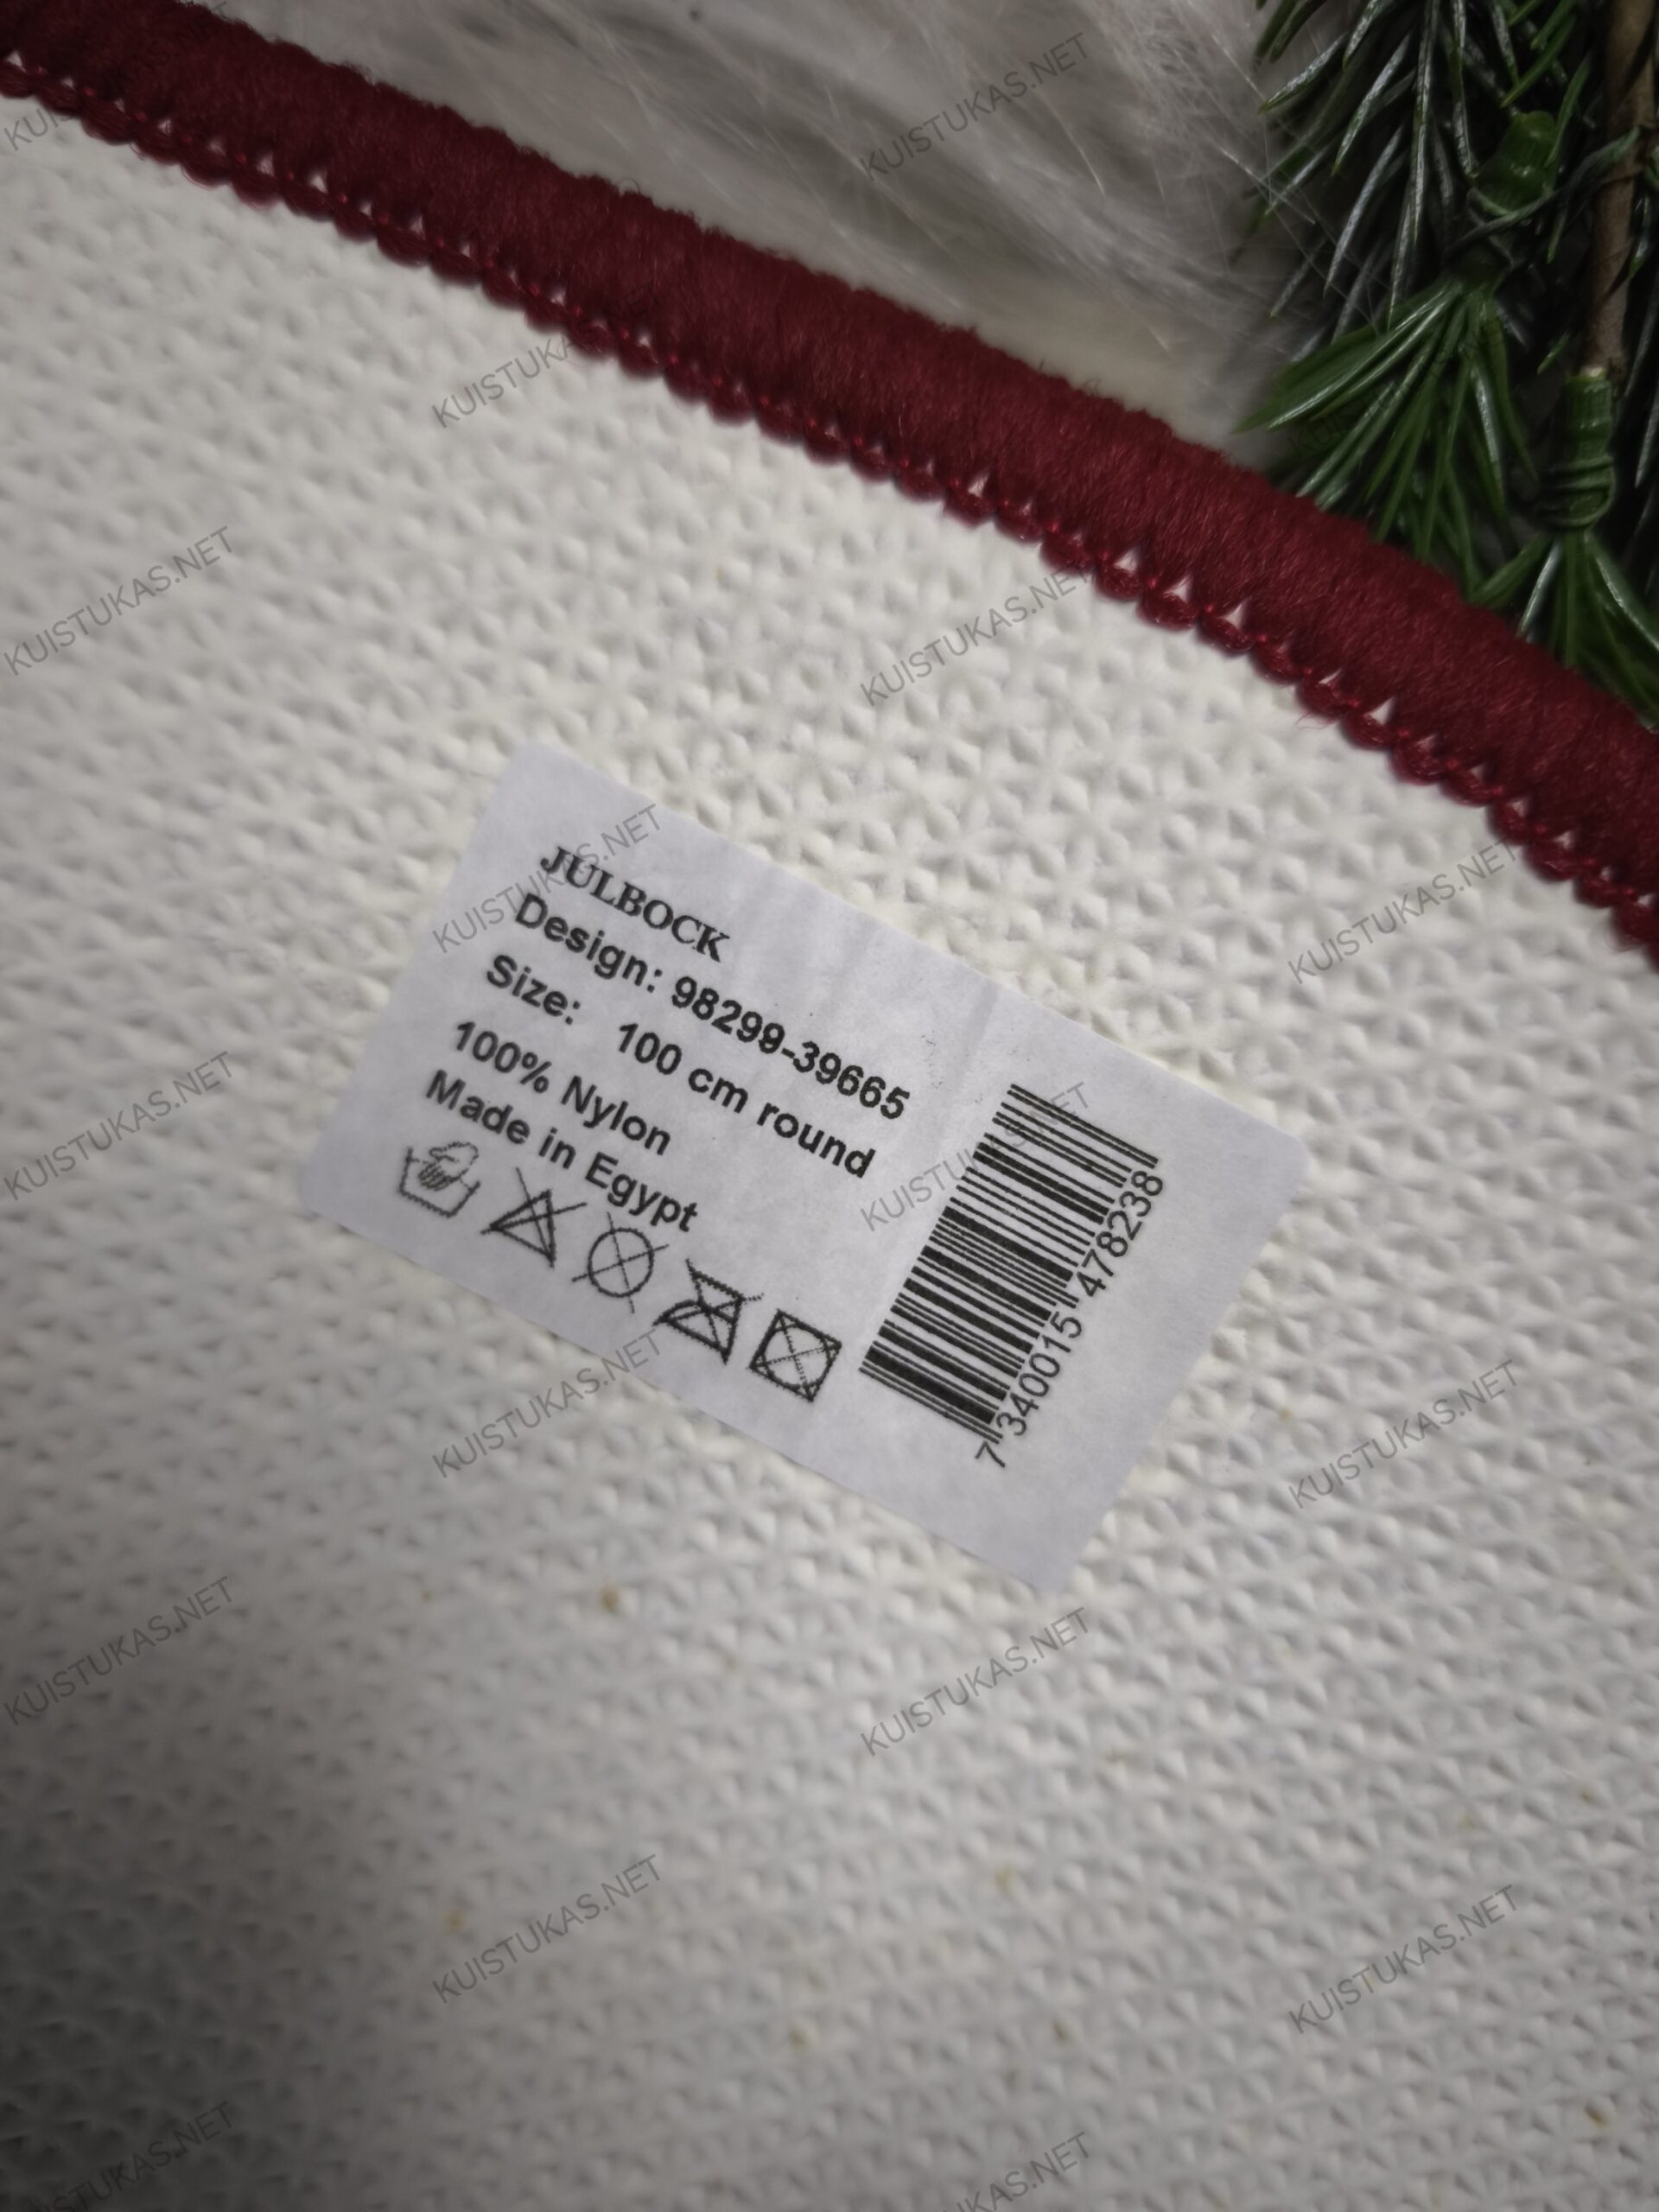 JULBOCK
Design: 98299-39665
Size: 100 cm round
100% Nylon
Made in Egypt
7 340015 478238
KUISTUKAS.NET